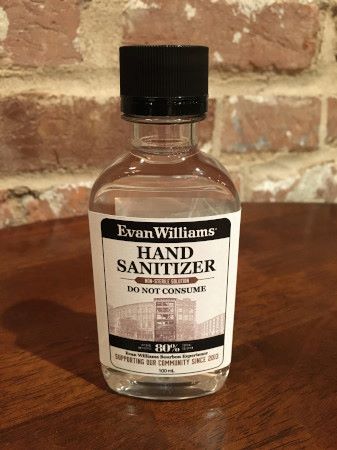 Evan Williams®
HAND
SANITIZER
NON-STERILE SOLUTION
DO NOT CONSUME
80%
Evan Williams Bourbon Experience
SUPPORTING OUR COMMUNITY SINCE 2013
100 mL